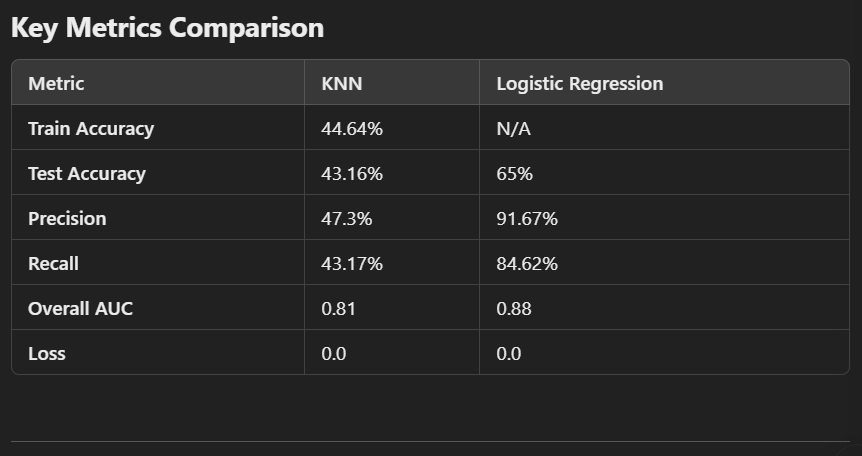 Key Metrics Comparison
Metric KNN Logistic Regression
Train Accuracy 44.64% N/A
Test Accuracy 43.16% 65%
Precision 47.3% 91.67%
Recall 43.17% 84.62%
Overall AUC 0.81 0.88
Loss 0.0 0.0